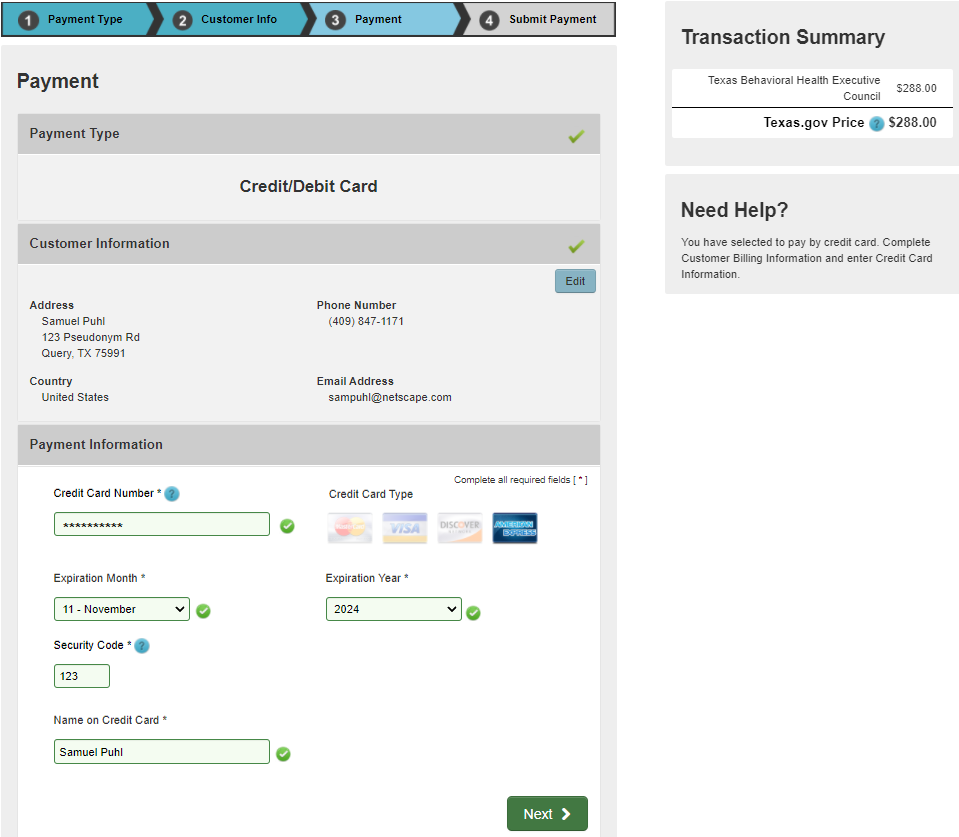 1 Payment Type
2 Customer Info
3 Payment
4 Submit Payment
Payment
Payment Type
Credit/Debit Card
Customer Information
Edit
Address
Samuel Puhl
123 Pseudonym Rd
Query, TX 75991
Phone Number
(409) 847-1171
Country
United States
Email Address
sampuhl@netscape.com
Payment Information
Complete all required fields [ * ]
Credit Card Number * ?
**********
Credit Card Type
MasterCard
VISA
DISCOVER
AMERICAN
EXPRESS
Expiration Month *
11 - November
Expiration Year *
2024
Security Code * ?
123
Name on Credit Card *
Samuel Puhl
Next
Transaction Summary
Texas Behavioral Health Executive
Council
$288.00
Texas.gov Price ? $288.00
Need Help?
You have selected to pay by credit card. Complete
Customer Billing Information and enter Credit Card
Information.